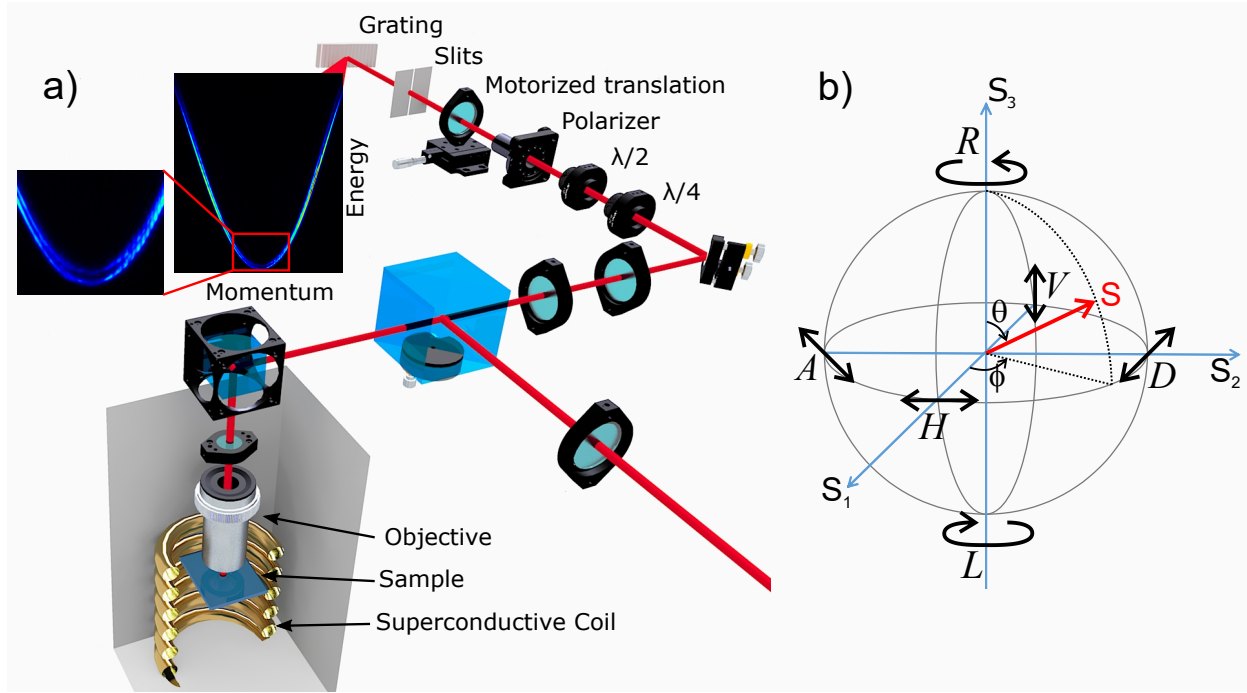 a)
Grating
Slits
Motorized translation
Polarizer
λ/2
λ/4
Energy
Momentum
Objective
Sample
Superconductive Coil
b)
S₃
R
V
S
θ
A
ϕ
D
S₂
H
S₁
L